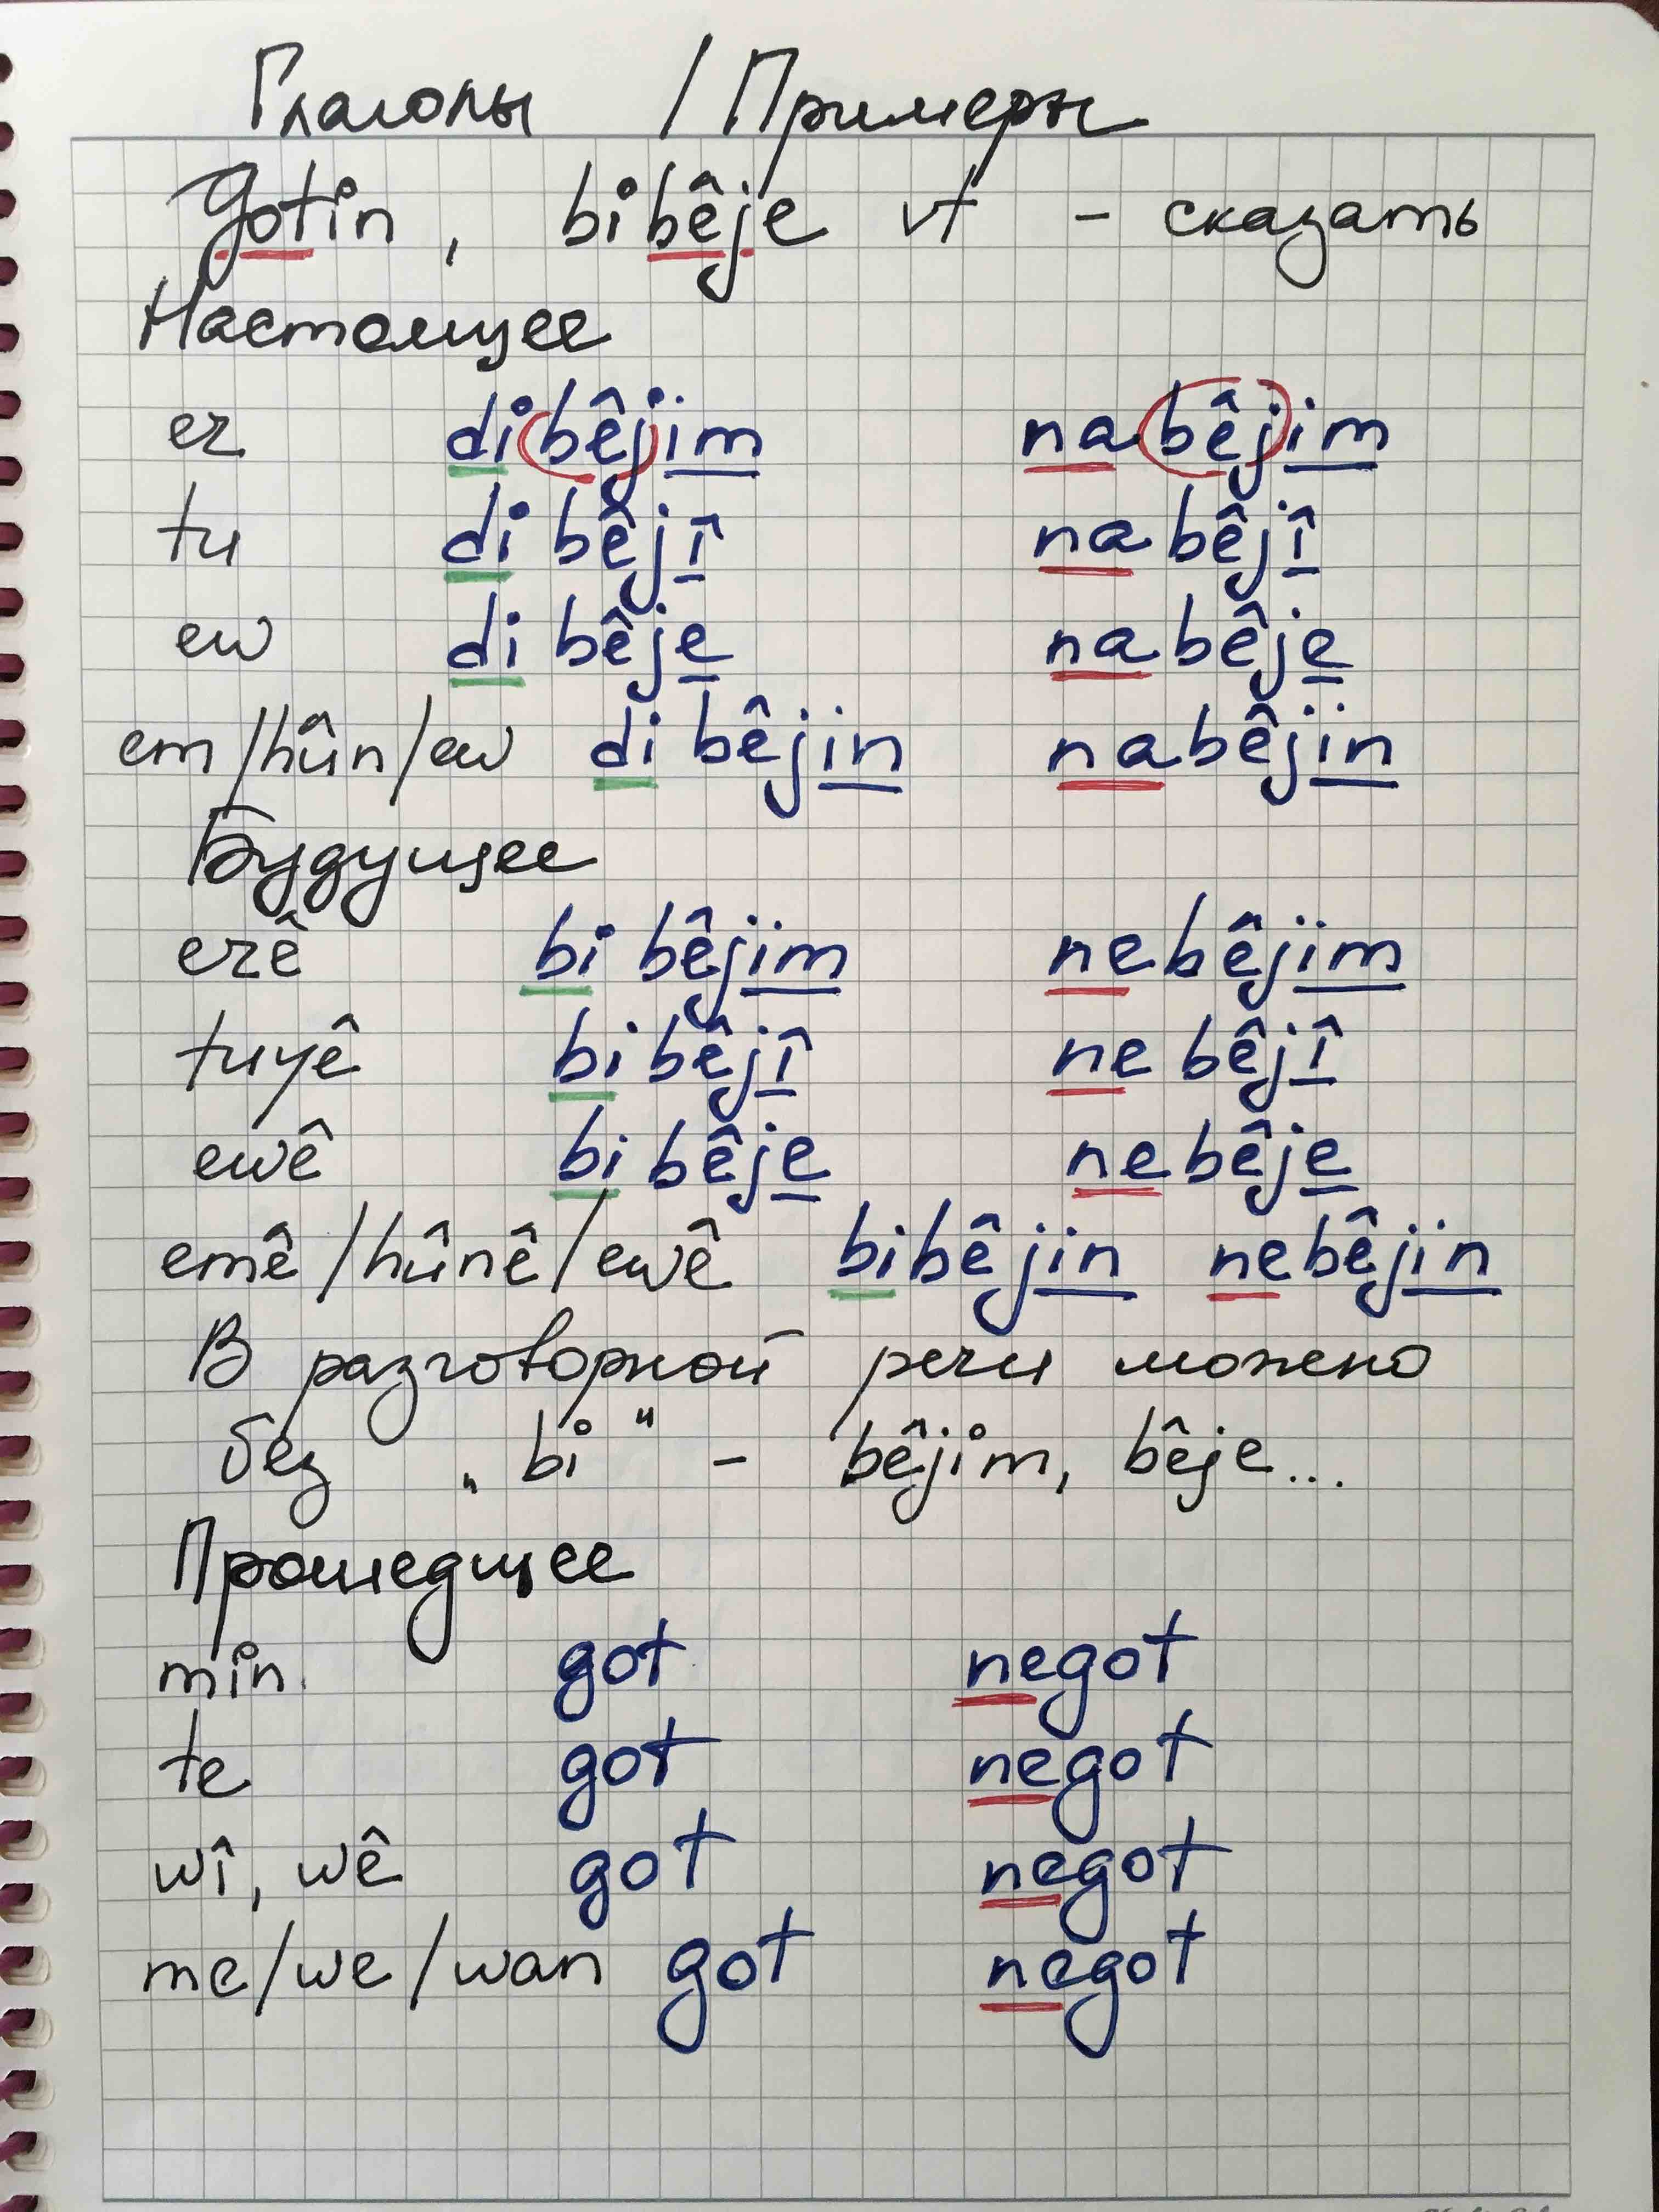 Глаголы / Примеры
gotin, bibêje vt - сказать
Настоящее
ez dibêjim nabêjim
tu dibêjî nabêjî
ew dibêje nabêje
em/hûn/ew dibêjin nabêjin
Будущее
ezê bibêjim nebêjim
tuyê bibêjî nebêjî
ewê bibêje nebêje
emê/hûnê/ewê bibêjin nebêjin
В разговорной речи можно
без „bi“ - bêjim, bêje...
Прошедшее
min got negot
te got negot
wî, wê got negot
me/we/wan got negot